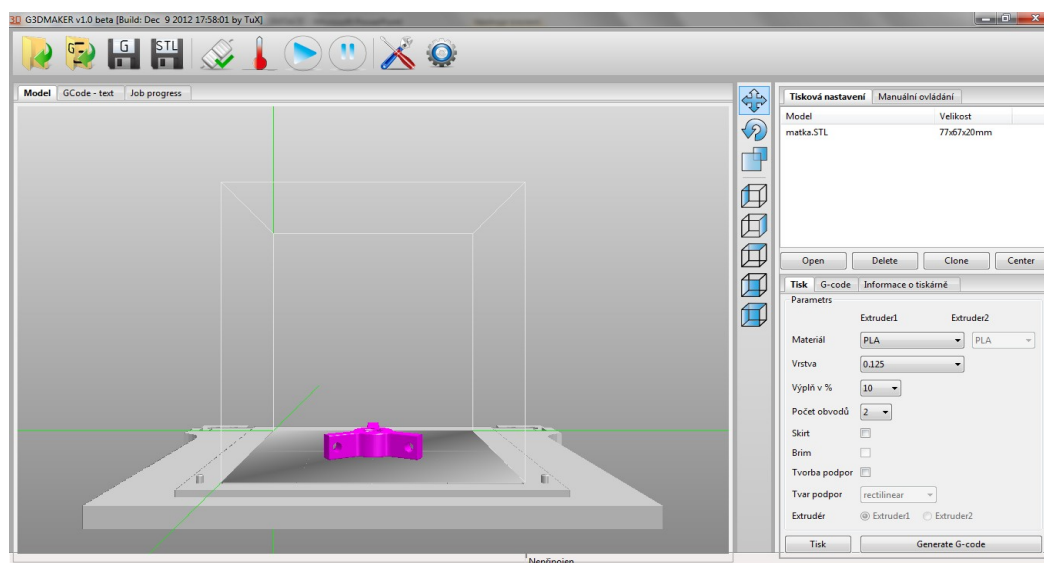 3D G3DMAKER v1.0 beta [Build: Dec 9 2012 17:58:01 by TuX]
G
G
STL
Model GCode - text Job progress
Tisková nastavení Manuální ovládání
Model Velikost
matka.STL 77x67x20mm
Open Delete Clone Center
Tisk G-code Informace o tiskárně
Parametrs
Extruder1 Extruder2
Materiál PLA PLA
Vrstva 0.125
Výplň v % 10
Počet obvodů 2
Skirt
Brim
Tvorba podpor
Tvar podpor rectilinear
Extrudér Extruder1 Extruder2
Tisk Generate G-code
Nepřipojen